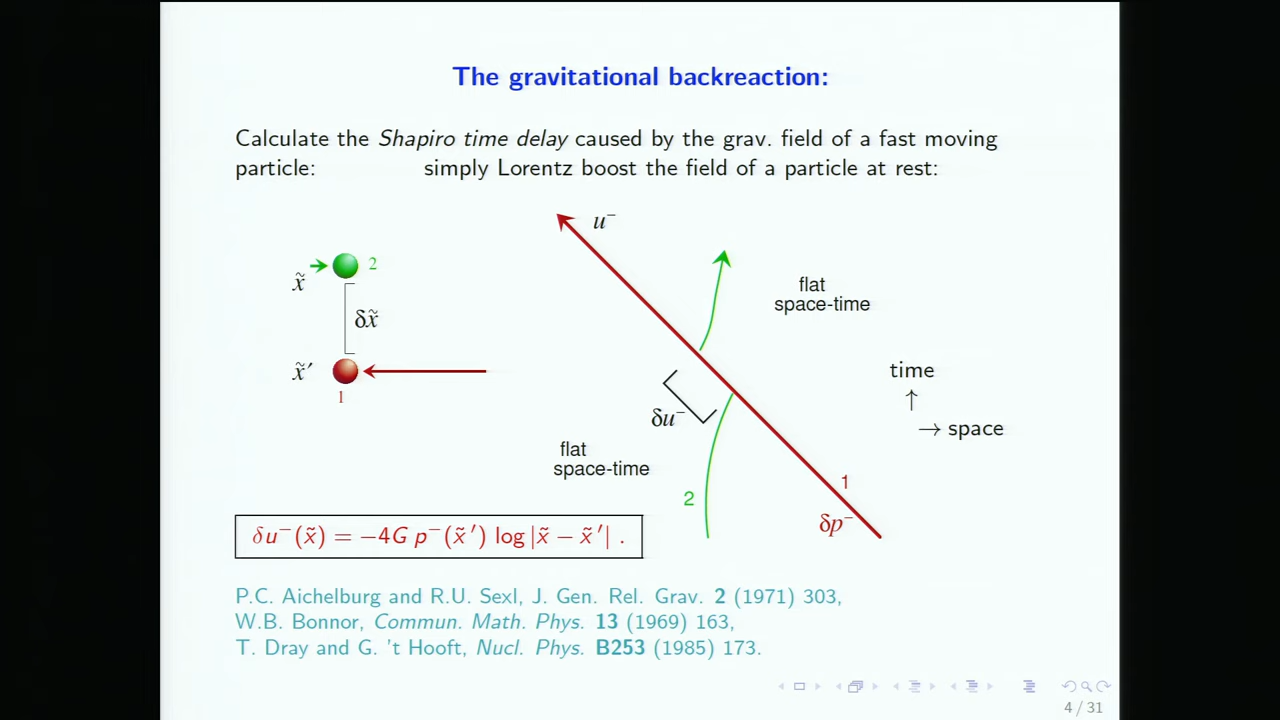 The gravitational backreaction:
Calculate the Shapiro time delay caused by the grav. field of a fast moving
particle: simply Lorentz boost the field of a particle at rest:
u⁻
x̃
2
δx̃
x̃′
1
flat
space-time
time
↑
→ space
δu⁻
flat
space-time
2
1
δp⁻
δu⁻(x̃) = −4G p⁻(x̃′) log |x̃ − x̃′| .
P.C. Aichelburg and R.U. Sexl, J. Gen. Rel. Grav. 2 (1971) 303,
W.B. Bonnor, Commun. Math. Phys. 13 (1969) 163,
T. Dray and G. 't Hooft, Nucl. Phys. B253 (1985) 173.
4 / 31